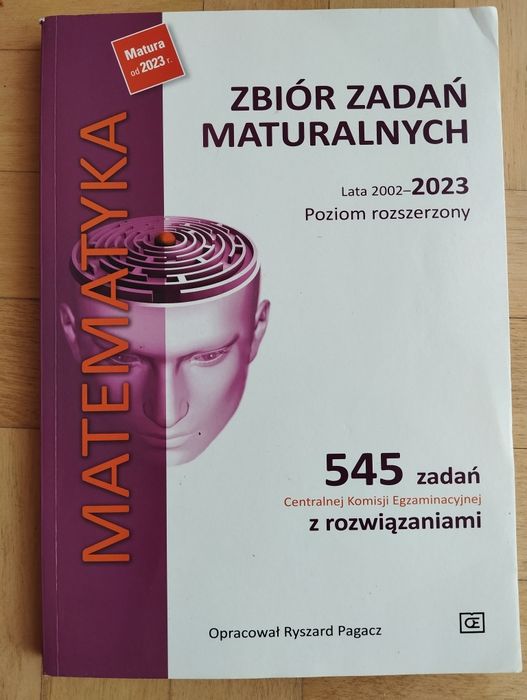 Matura
od 2023 r.
ZBIÓR ZADAŃ
MATURALNYCH
Lata 2002–2023
Poziom rozszerzony
MATEMATYKA
545 zadań
Centralnej Komisji Egzaminacyjnej
z rozwiązaniami
Opracował Ryszard Pagacz
OE